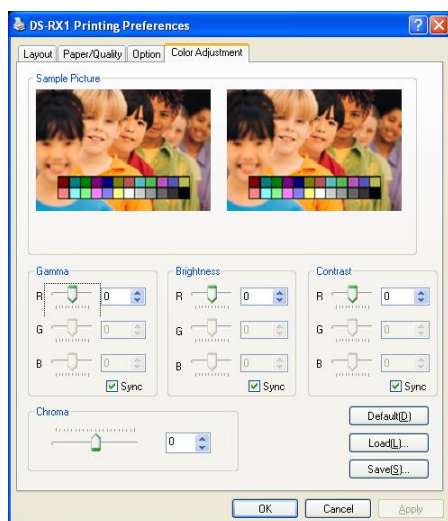 DS-RX1 Printing Preferences
Layout Paper/Quality Option Color Adjustment
Sample Picture
Gamma Brightness Contrast
R 0 R 0 R 0
G 0 G 0 G 0
B 0 B 0 B 0
Sync Sync Sync
Chroma
0
Default(D)
Load(L)...
Save(S)...
OK Cancel Apply